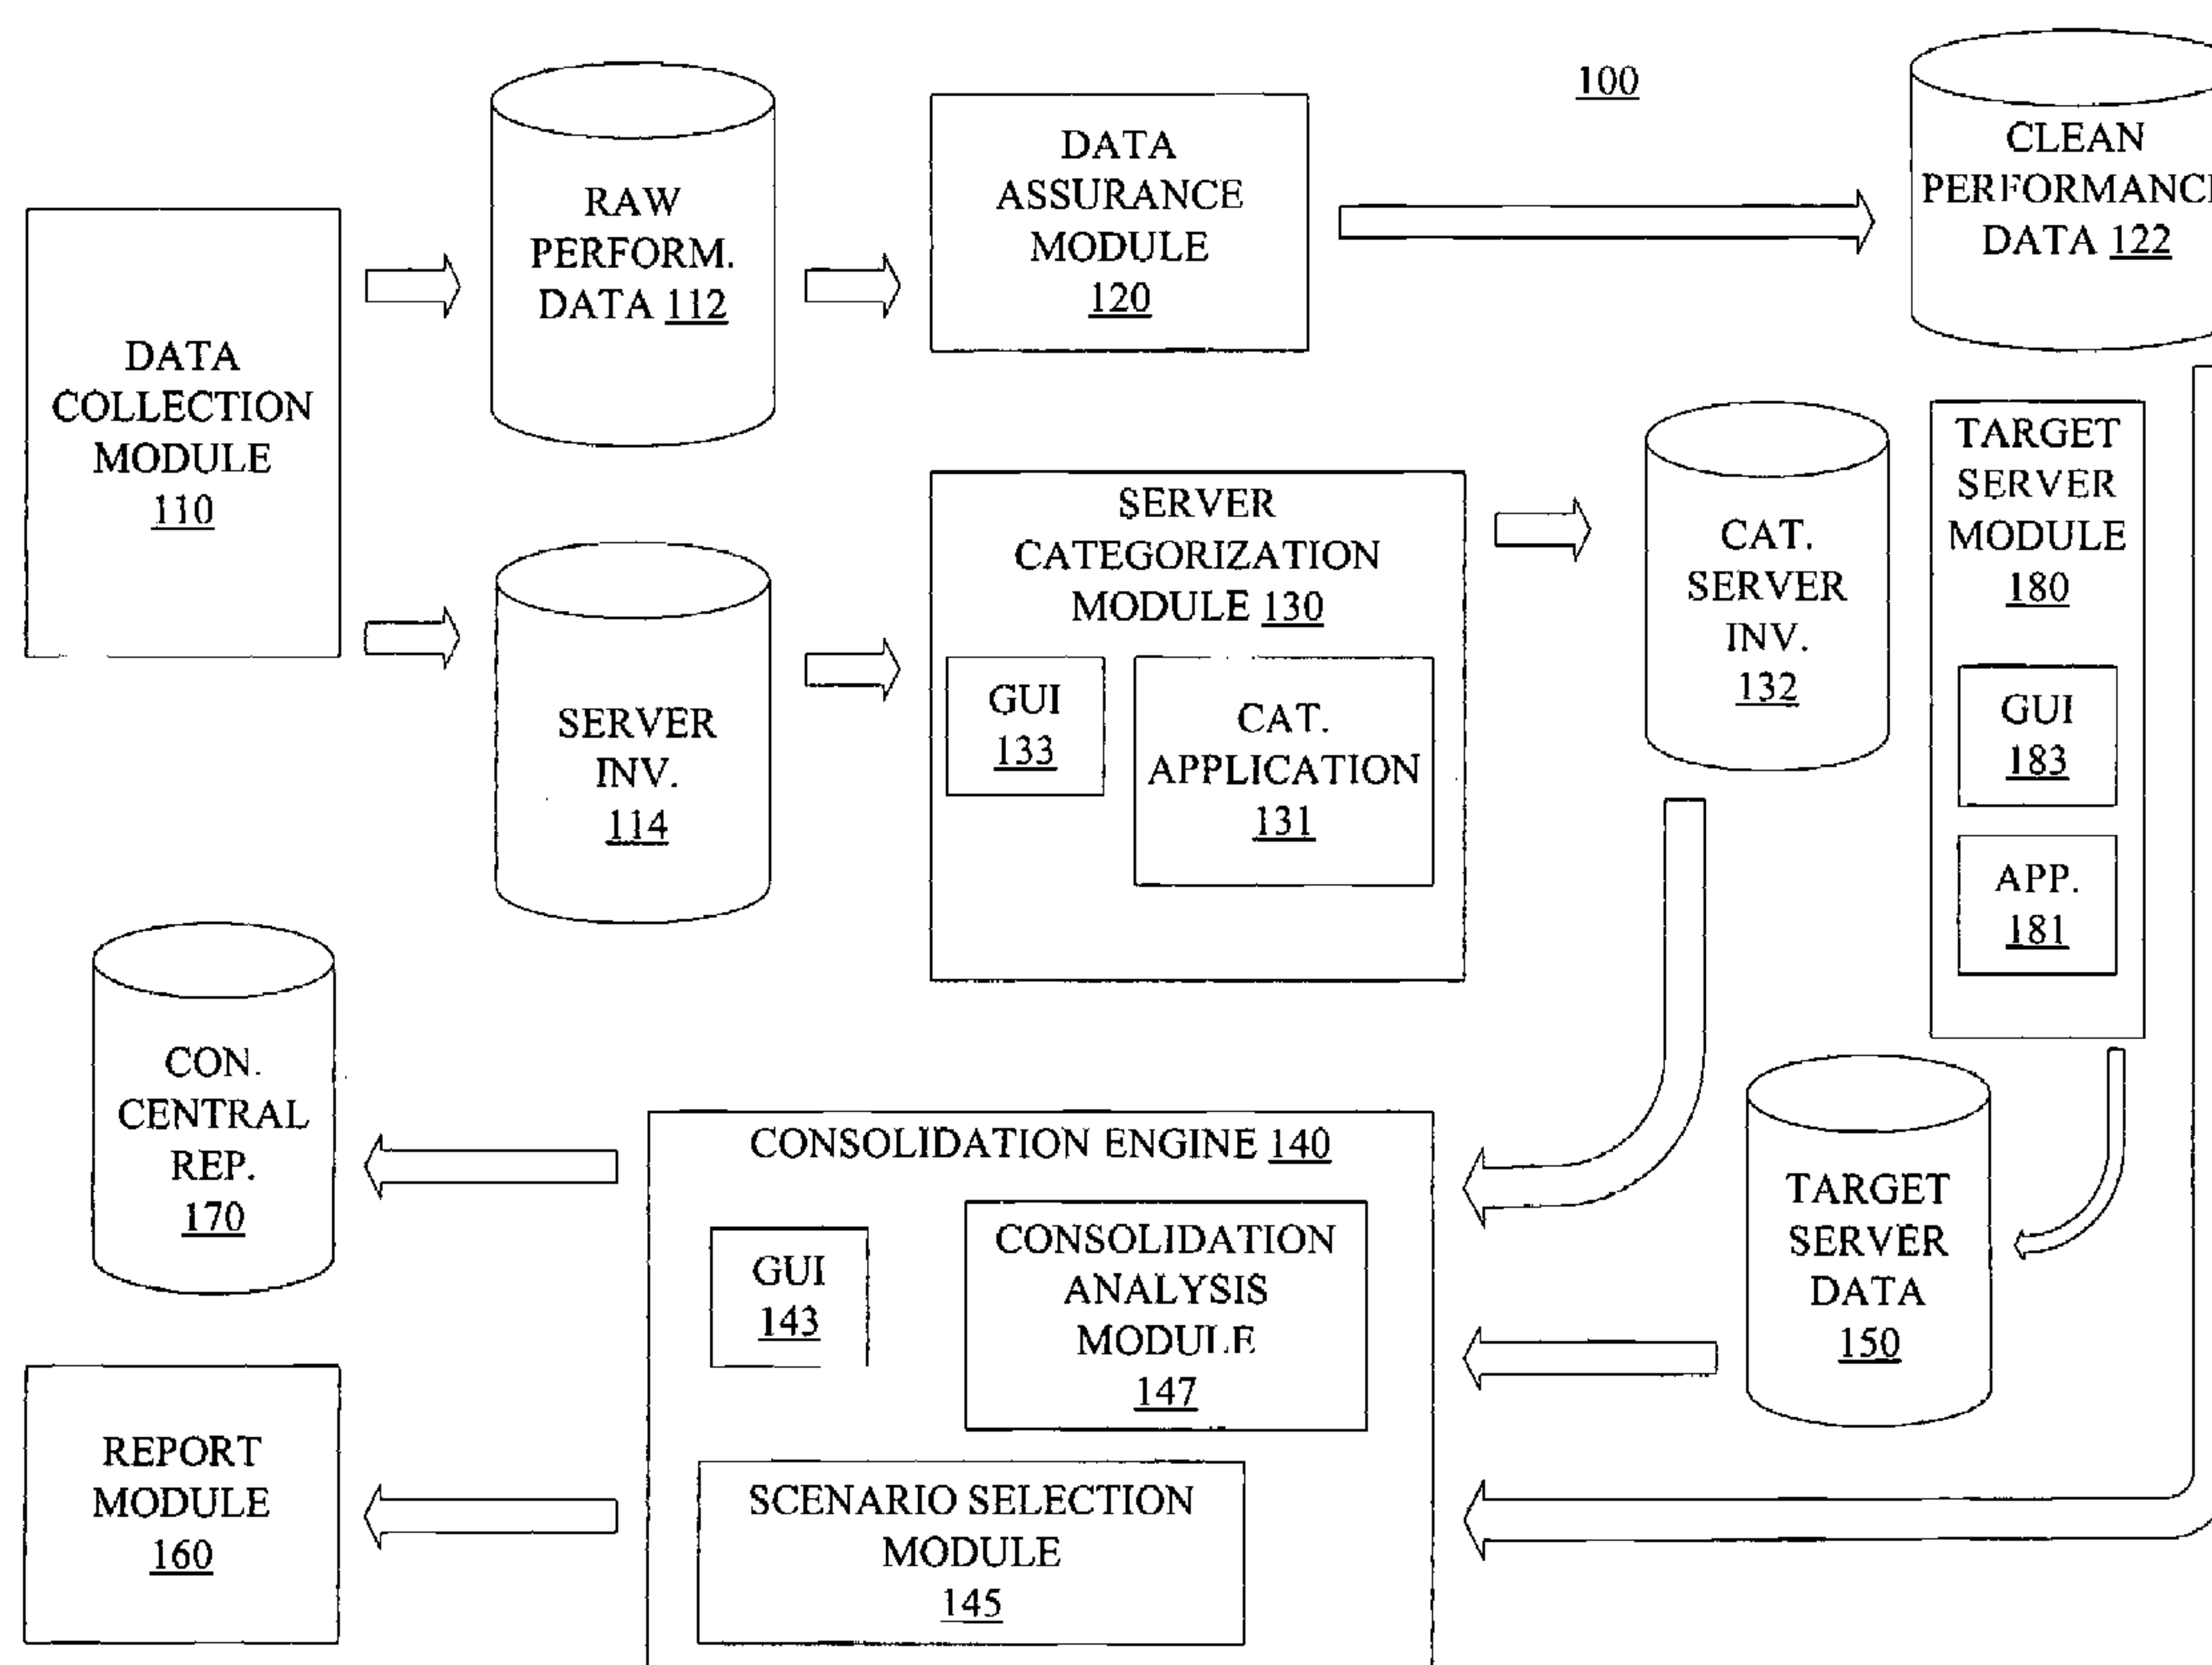 100
DATA
COLLECTION
MODULE
110
RAW
PERFORM.
DATA 112
DATA
ASSURANCE
MODULE
120
CLEAN
PERFORMANCE
DATA 122
SERVER
INV.
114
SERVER
CATEGORIZATION
MODULE 130
GUI
133
CAT.
APPLICATION
131
CAT.
SERVER
INV.
132
TARGET
SERVER
MODULE
180
GUI
183
APP.
181
CON.
CENTRAL
REP.
170
CONSOLIDATION ENGINE 140
GUI
143
CONSOLIDATION
ANALYSIS
MODULE
147
SCENARIO SELECTION
MODULE
145
TARGET
SERVER
DATA
150
REPORT
MODULE
160